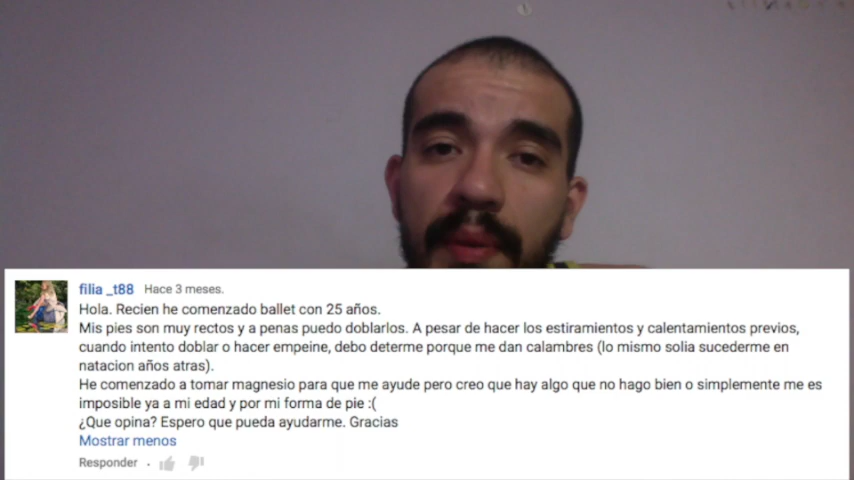 filia _t88 Hace 3 meses.
Hola. Recien he comenzado ballet con 25 años.
Mis pies son muy rectos y a penas puedo doblarlos. A pesar de hacer los estiramientos y calentamientos previos,
cuando intento doblar o hacer empeine, debo determe porque me dan calambres (lo mismo solia sucederme en
natacion años atras).
He comenzado a tomar magnesio para que me ayude pero creo que hay algo que no hago bien o simplemente me es
imposible ya a mi edad y por mi forma de pie :(
¿Que opina? Espero que pueda ayudarme. Gracias
Mostrar menos
Responder .